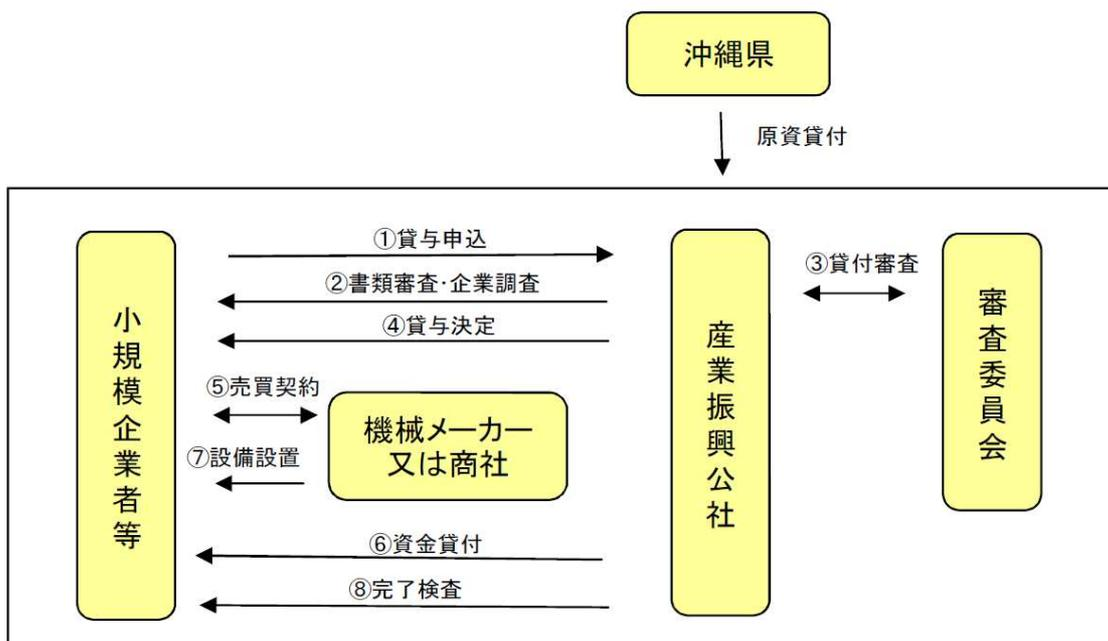 沖縄県
原資貸付
①貸与申込
②書類審査・企業調査
③貸付審査
④貸与決定
小規模企業者等
産業振興公社
審査委員会
⑤売買契約
機械メーカー
又は商社
⑦設備設置
⑥資金貸付
⑧完了検査